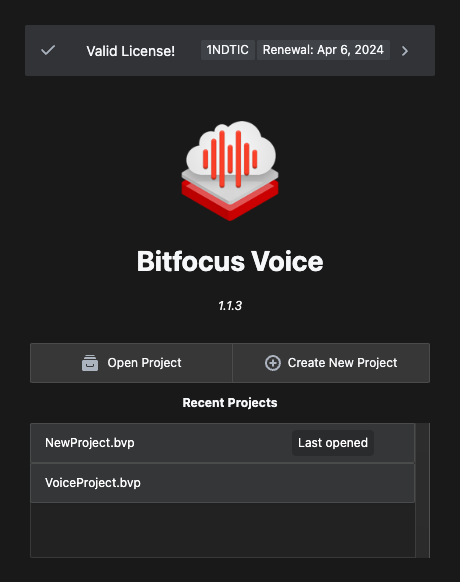 Valid License! 1NDTIC Renewal: Apr 6, 2024
Bitfocus Voice
1.1.3
Open Project Create New Project
Recent Projects
NewProject.bvp Last opened
VoiceProject.bvp